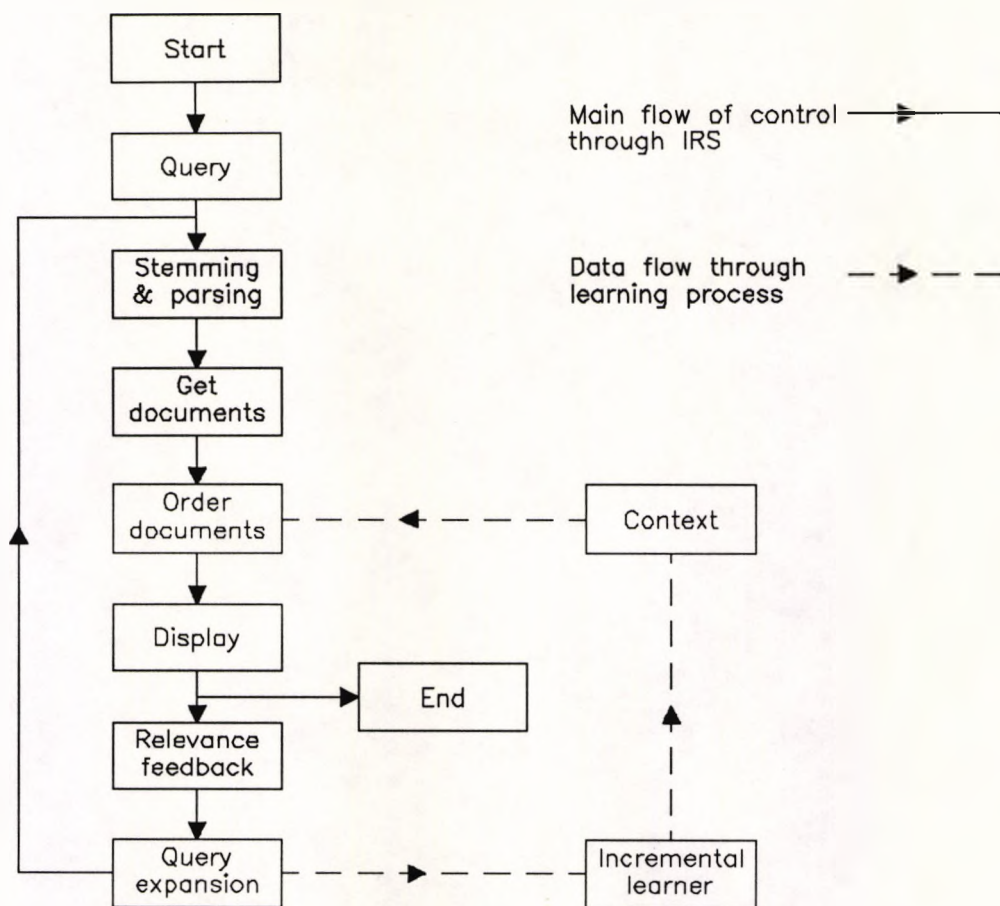 Start
Query
Stemming
& parsing
Get
documents
Order
documents
Display
Relevance
feedback
Query
expansion
End
Context
Incremental
learner
Main flow of control
through IRS
Data flow through
learning process